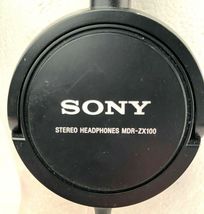 SONY
STEREO HEADPHONES MDR-ZX100